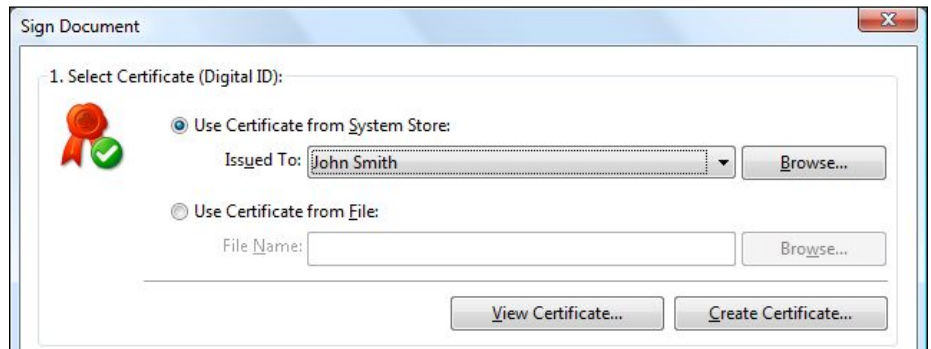 Sign Document
1. Select Certificate (Digital ID):
Use Certificate from System Store:
Issued To: John Smith Browse...
Use Certificate from File:
File Name: Browse...
View Certificate... Create Certificate...